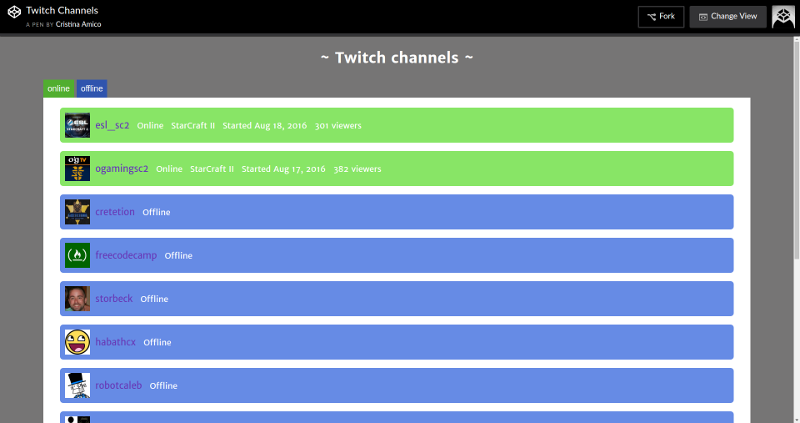 Twitch Channels
A PEN BY Cristina Amico
Fork
Change View
~ Twitch channels ~
online offline
esl_sc2 Online StarCraft II Started Aug 18, 2016 301 viewers
ogamingsc2 Online StarCraft II Started Aug 17, 2016 382 viewers
cretetion Offline
freecodecamp Offline
storbeck Offline
habathcx Offline
robotcaleb Offline